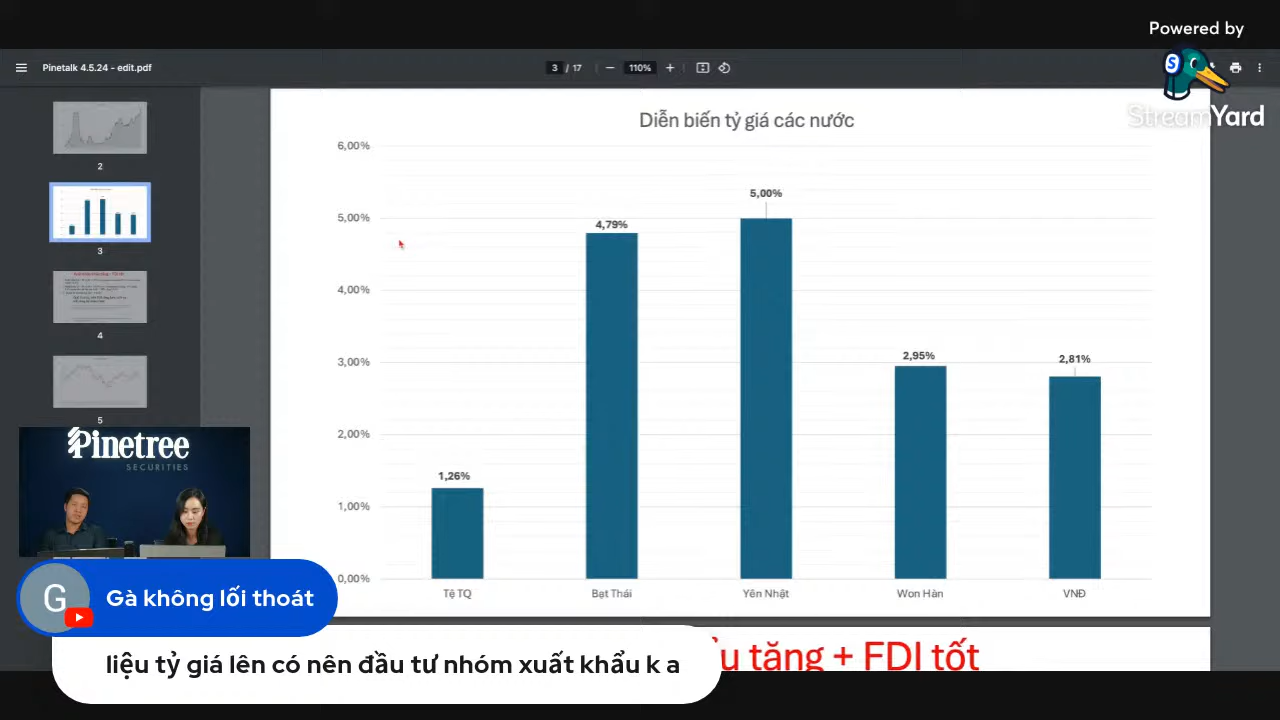 Powered by
StreamYard
Pinetalk 4.5.24 - edit.pdf
3 / 17
110%
2
3
4
5
Diễn biến tỷ giá các nước
6,00%
5,00%
4,00%
3,00%
2,00%
1,00%
0,00%
1,26%
4,79%
5,00%
2,95%
2,81%
Tệ TQ
Bạt Thái
Yên Nhật
Won Hàn
VNĐ
tăng + FDI tốt
Pinetree
SECURITIES
G
Gà không lối thoát
liệu tỷ giá lên có nên đầu tư nhóm xuất khẩu k a